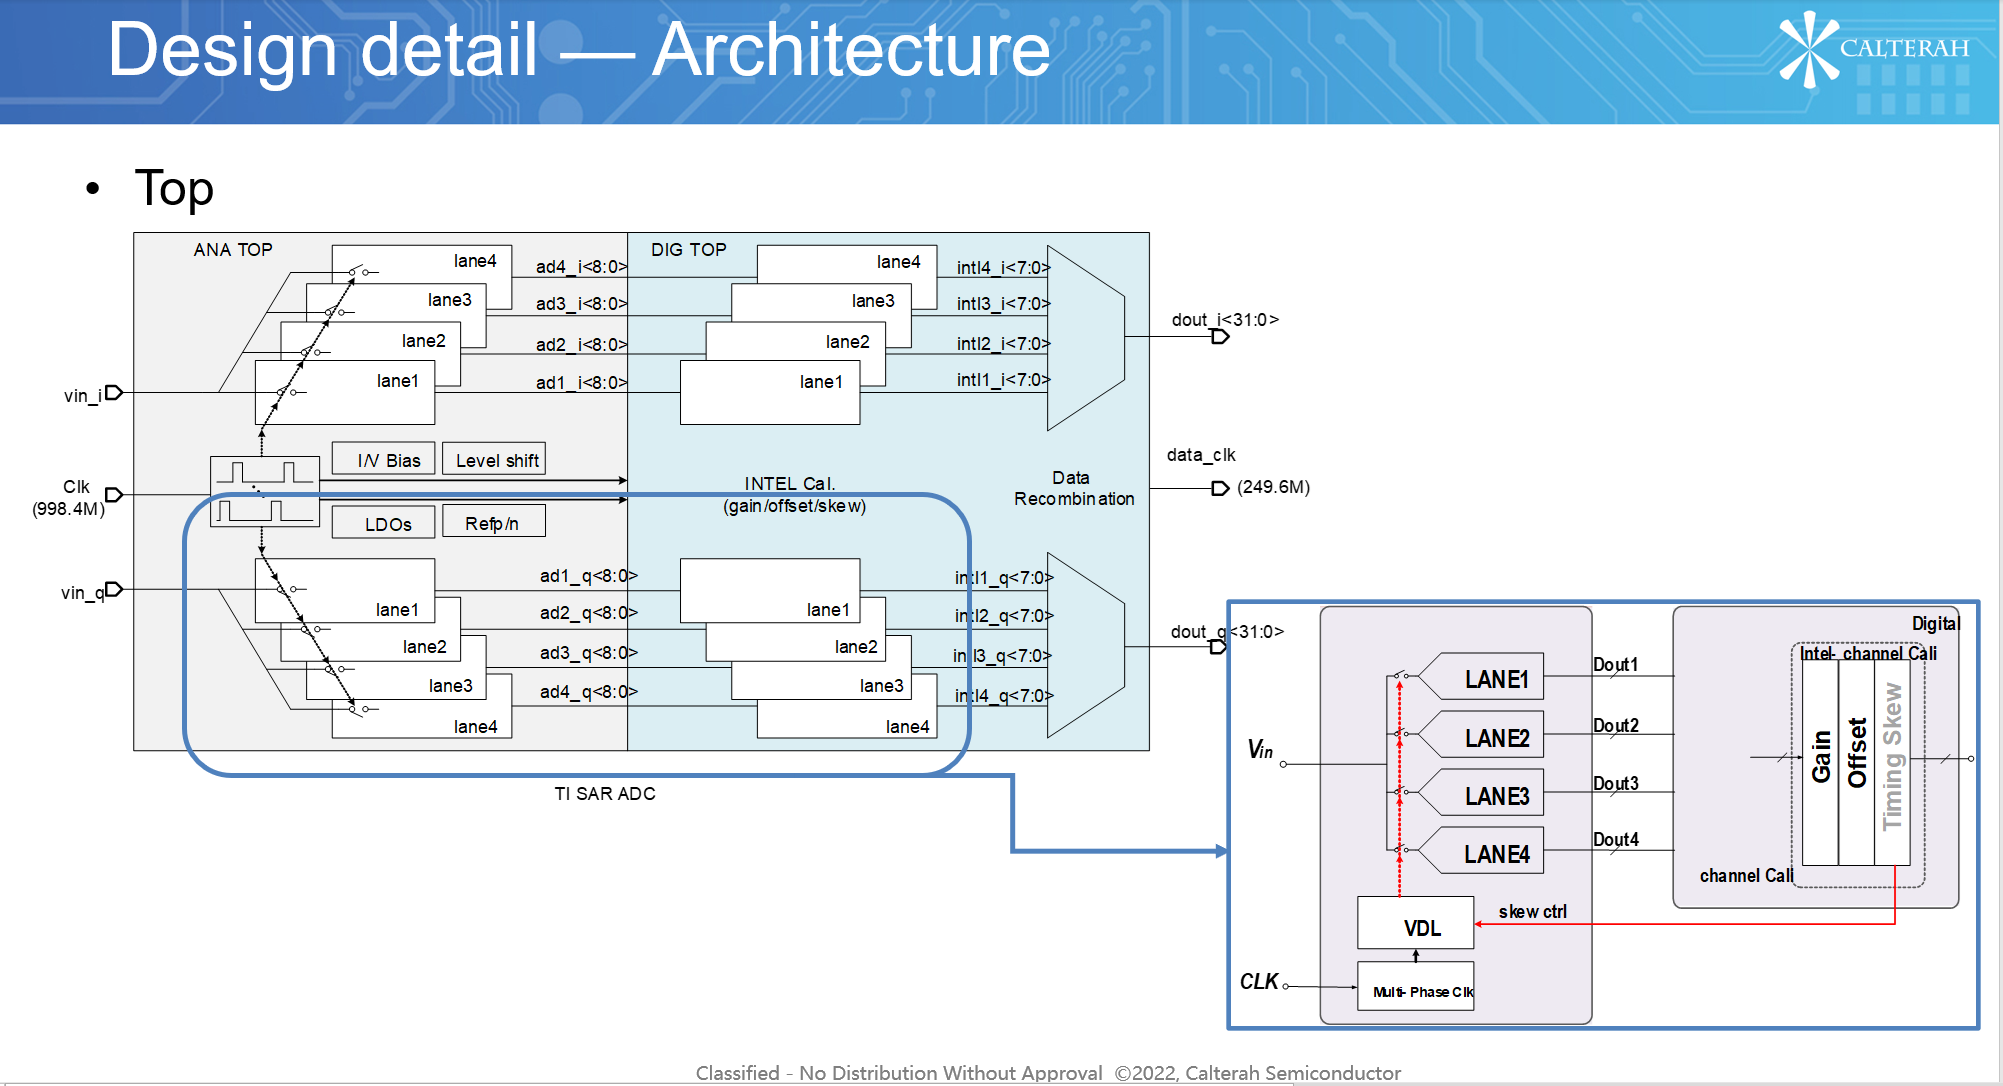 Design detail — Architecture
CALTERAH
• Top
ANA TOP
DIG TOP
lane4
lane3
lane2
lane1
ad4_i<8:0>
ad3_i<8:0>
ad2_i<8:0>
ad1_i<8:0>
lane4
lane3
lane2
lane1
intl4_i<7:0>
intl3_i<7:0>
intl2_i<7:0>
intl1_i<7:0>
dout_i<31:0>
vin_i
Clk
(998.4M)
vin_q
I/V Bias
Level shift
LDOs
Refp/n
INTEL Cal.
(gain/offset/skew)
Data
Recombination
data_clk
(249.6M)
lane1
lane2
lane3
lane4
ad1_q<8:0>
ad2_q<8:0>
ad3_q<8:0>
ad4_q<8:0>
lane1
lane2
lane3
lane4
intl1_q<7:0>
intl2_q<7:0>
intl3_q<7:0>
intl4_q<7:0>
dout_q<31:0>
TI SAR ADC
Digital
Intel- channel Cali
LANE1
LANE2
LANE3
LANE4
Dout1
Dout2
Dout3
Dout4
Vin
Gain
Offset
Timing Skew
channel Cali
skew ctrl
VDL
CLK
Multi- Phase Clk
Classified - No Distribution Without Approval ©2022, Calterah Semiconductor